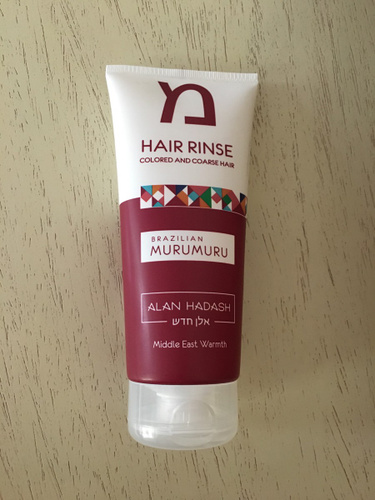 מ
HAIR RINSE
COLORED AND COARSE HAIR
BRAZILIAN
MURUMURU
ALAN HADASH
אלן חדש
Middle East Warmth